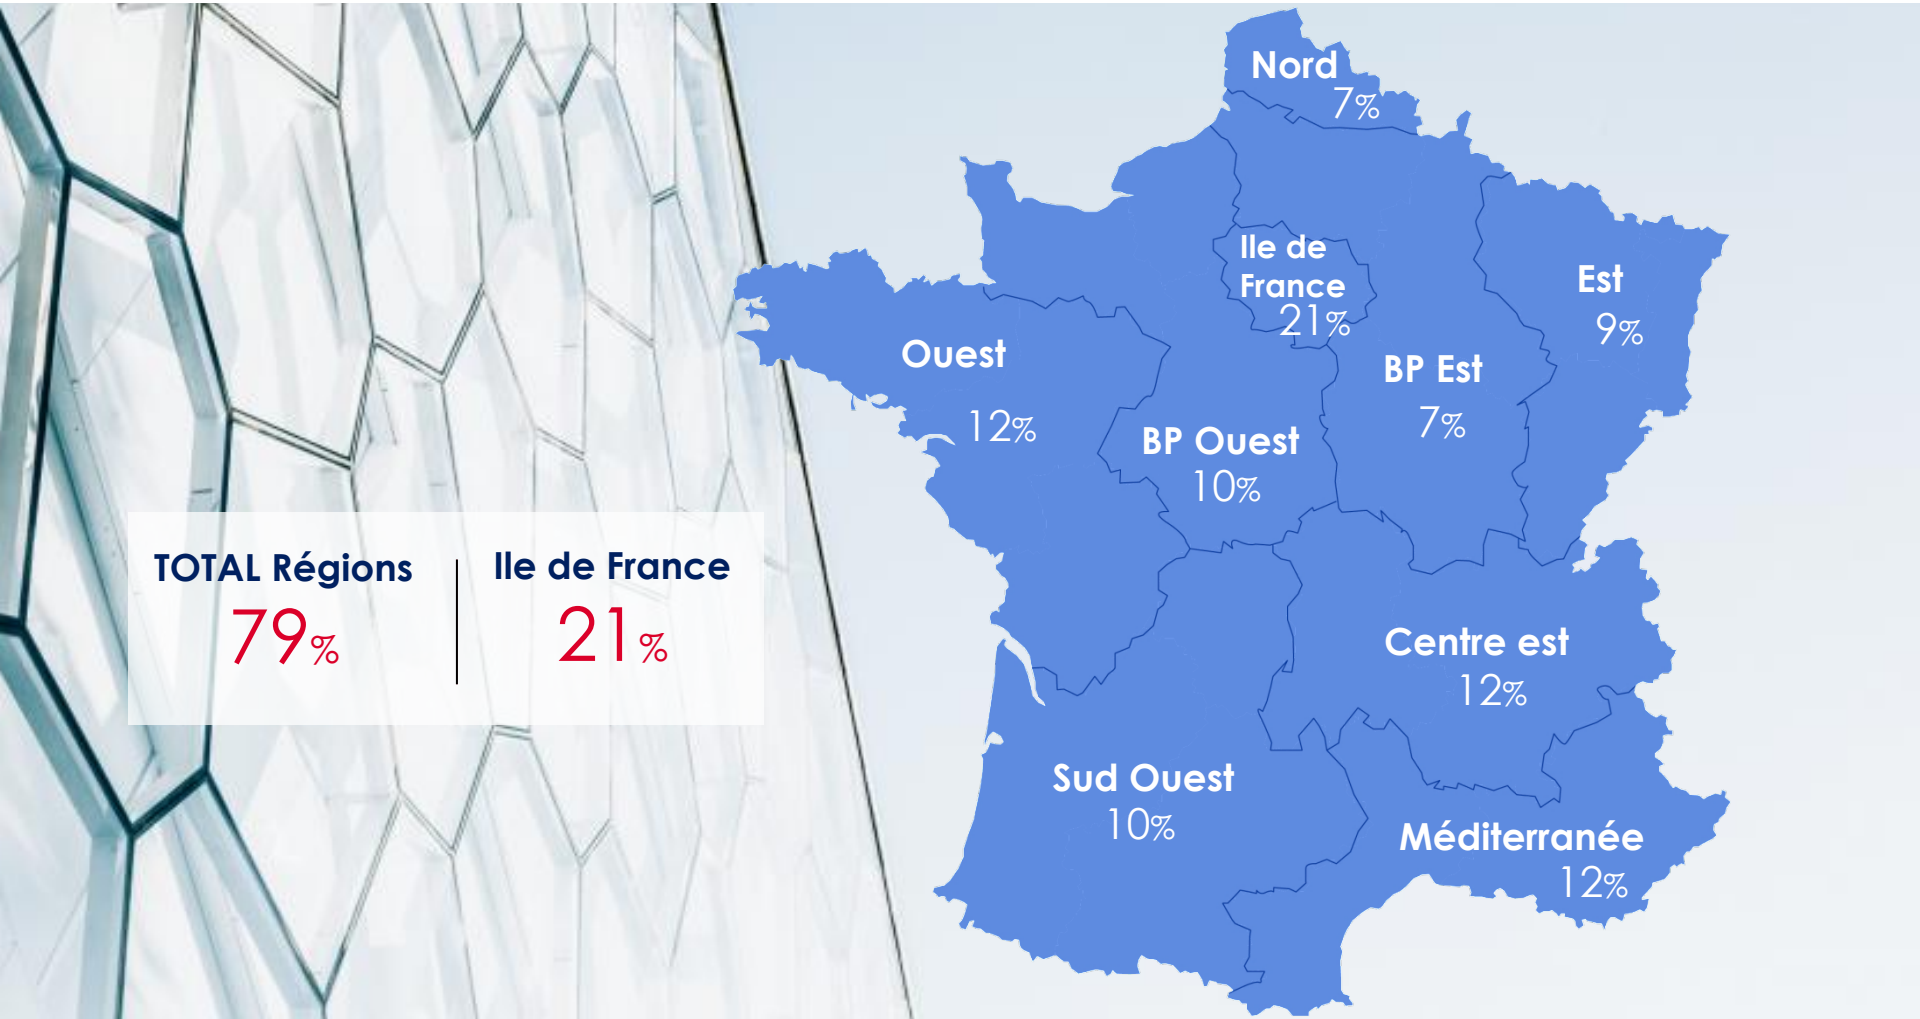 Nord
7%
Ile de
France
21%
Est
9%
Ouest
12%
BP Est
7%
BP Ouest
10%
TOTAL Régions
79%
Ile de France
21%
Centre est
12%
Sud Ouest
10%
Méditerranée
12%